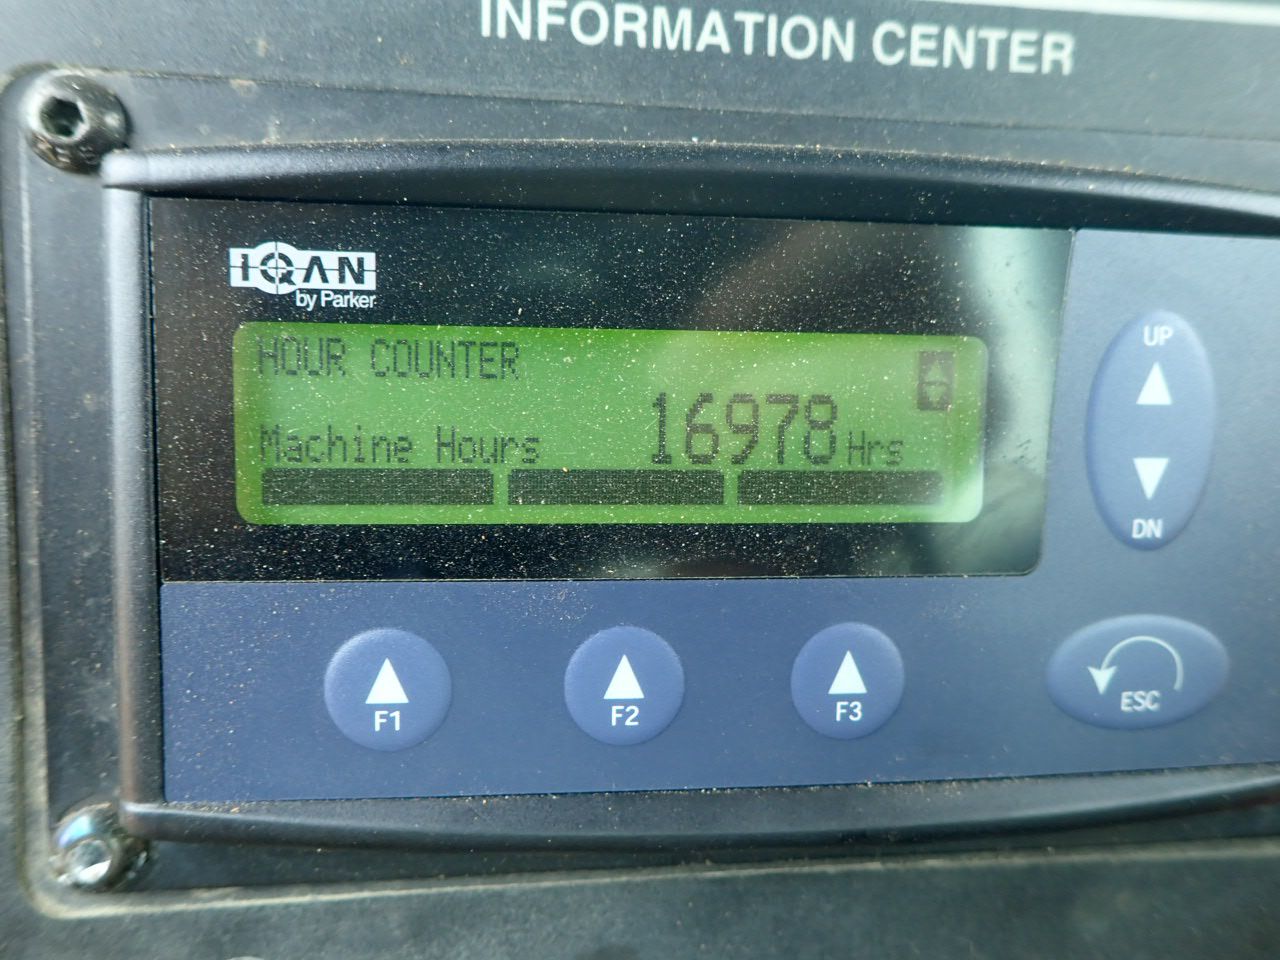 INFORMATION CENTER
IQAN
by Parker
HOUR COUNTER
Machine Hours 16978 Hrs
UP
DN
F1
F2
F3
ESC